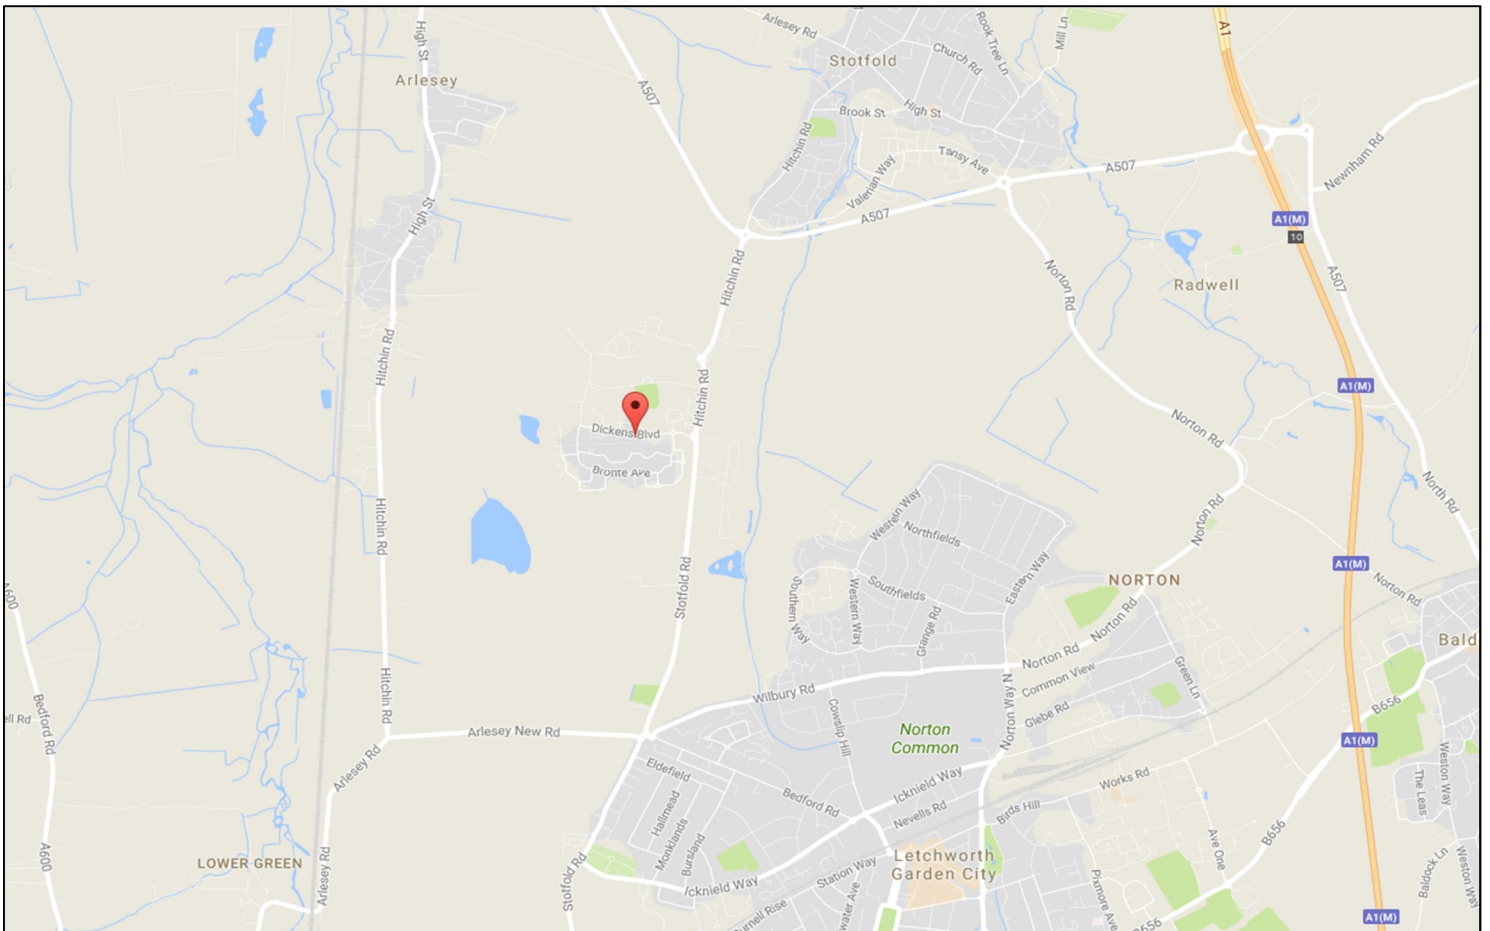 High St
Arlesey Rd
Rook Tree Ln
Mill Ln
A1
Stotfold
Church Rd
Arlesey
A507
Brook St
High St
Hitchin Rd
Tansy Ave
A507
Newnham Rd
Valerian Way
High St
A507
A1(M)
10
Hitchin Rd
Norton Rd
Radwell
A507
Hitchin Rd
Hitchin Rd
A1(M)
Dickens Blvd
Norton Rd
Bronte Ave
Western Way
North Rd
Hitchin Rd
Northfields
Norton Rd
A1(M)
Stotfold Rd
Southfields
Eastern Way
NORTON
Norton Rd
A600
Southern Way
Western Way
Grange Rd
Norton Rd
Bald
Norton Rd
Common View
Green Ln
Hitchin Rd
Wilbury Rd
B656
ell Rd
Bedford Rd
Arlesey New Rd
Cowslip Hill
Norton
Common
Norton Way N
Glebe Rd
A1(M)
Arlesey Rd
Eldefield
Icknield Way
Works Rd
Weston Way
The Leas
Hallmead
Bedford Rd
Nevells Rd
Birds Hill
Monklands
Bursland
B656
A600
LOWER GREEN
Arlesey Rd
Stotfold Rd
Icknield Way
Station Way
Letchworth
Garden City
Ave One
Pixmore Ave
Baldock Ln
Weston Way
urnell Rise
water Ave
B656
A1(M)